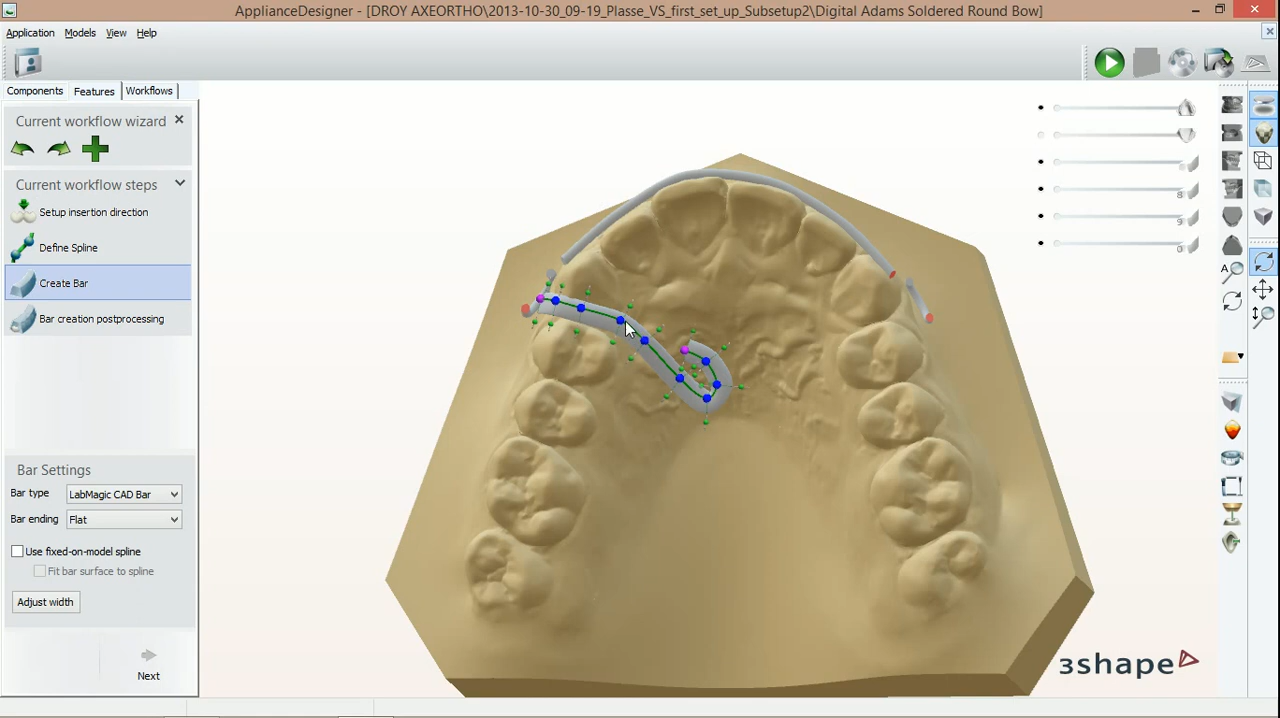 ApplianceDesigner - [DROY AXEORTHO\2013-10-30_09-19_Plasse_VS_first_set_up_Subsetup2\Digital Adams Soldered Round Bow]
Application Models View Help
Components Features Workflows
Current workflow wizard
Current workflow steps
Setup insertion direction
Define Spline
Create Bar
Bar creation postprocessing
Bar Settings
Bar type LabMagic CAD Bar
Bar ending Flat
Use fixed-on-model spline
Fit bar surface to spline
Adjust width
Next
A
3shape